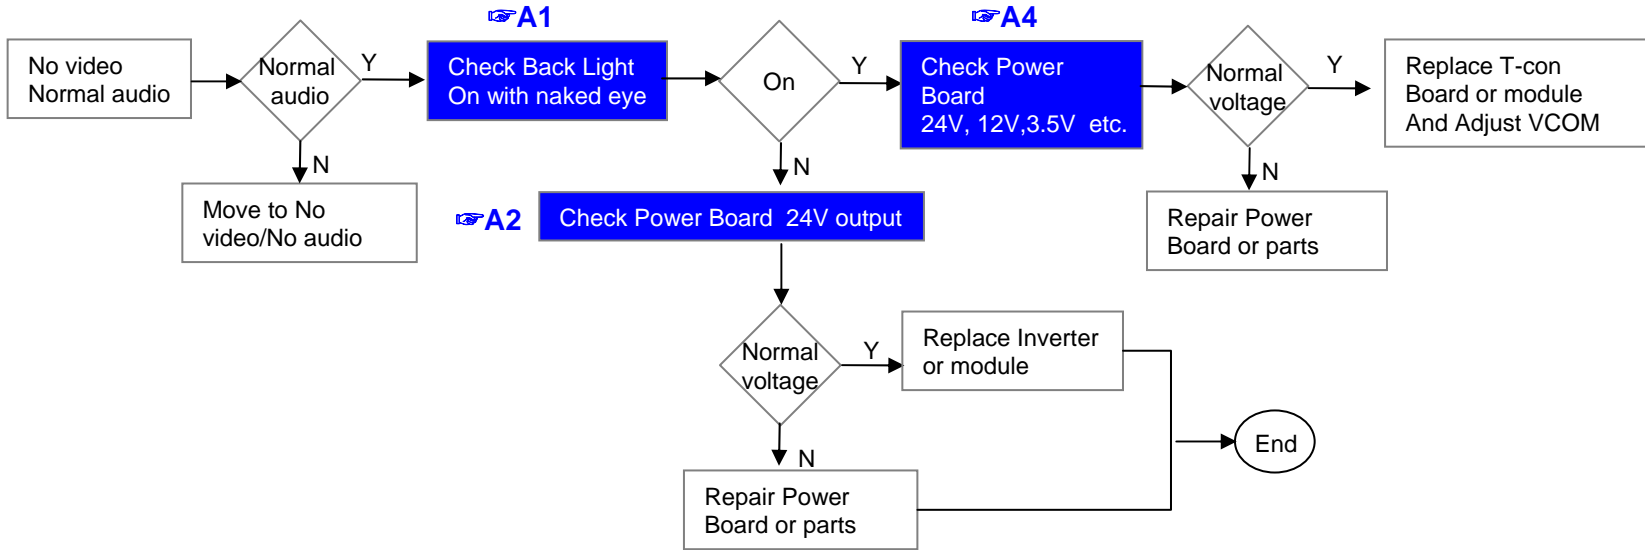 ☞A1
☞A4
No video
Normal audio
Normal
audio
Y
Check Back Light
On with naked eye
On
Y
Check Power
Board
24V, 12V,3.5V etc.
Normal
voltage
Y
Replace T-con
Board or module
And Adjust VCOM
N
N
N
Move to No
video/No audio
☞A2
Check Power Board 24V output
Repair Power
Board or parts
Normal
voltage
Y
Replace Inverter
or module
End
N
Repair Power
Board or parts